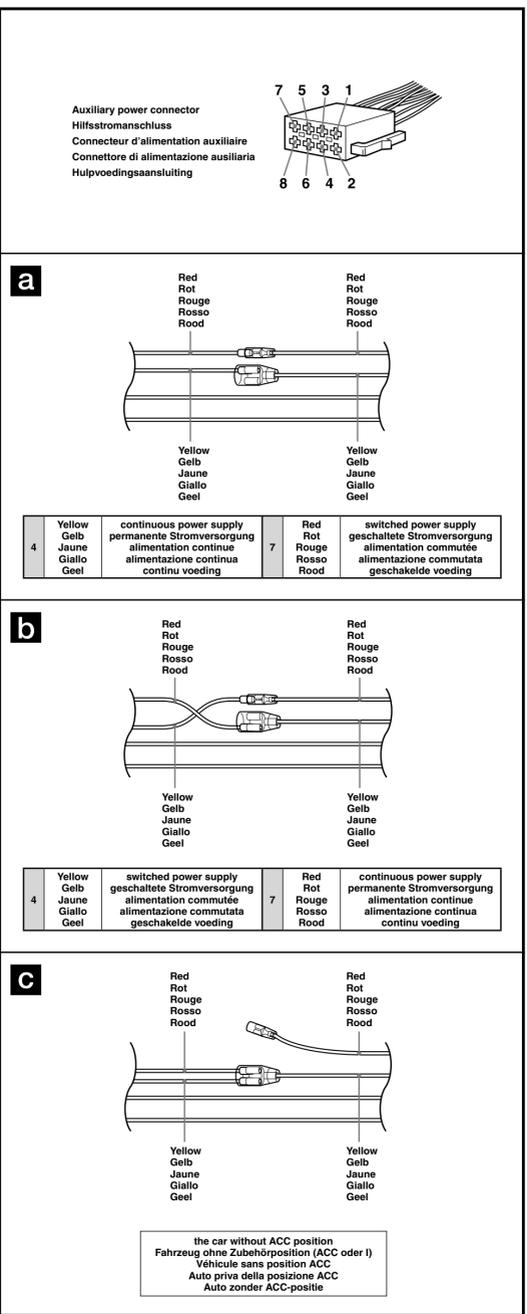 Auxiliary power connector
Hilfsstromanschluss
Connecteur d'alimentation auxiliaire
Connettore di alimentazione ausiliaria
Hulpvoedingsaansluiting
7 5 3 1
8 6 4 2
a
Red
Rot
Rouge
Rosso
Rood
Red
Rot
Rouge
Rosso
Rood
Yellow
Gelb
Jaune
Giallo
Geel
Yellow
Gelb
Jaune
Giallo
Geel
4
Yellow
Gelb
Jaune
Giallo
Geel
continuous power supply
permanente Stromversorgung
alimentation continue
alimentazione continua
continu voeding
7
Red
Rot
Rouge
Rosso
Rood
switched power supply
geschaltete Stromversorgung
alimentation commutée
alimentazione commutata
geschakelde voeding
b
Red
Rot
Rouge
Rosso
Rood
Red
Rot
Rouge
Rosso
Rood
Yellow
Gelb
Jaune
Giallo
Geel
Yellow
Gelb
Jaune
Giallo
Geel
4
Yellow
Gelb
Jaune
Giallo
Geel
switched power supply
geschaltete Stromversorgung
alimentation commutée
alimentazione commutata
geschakelde voeding
7
Red
Rot
Rouge
Rosso
Rood
continuous power supply
permanente Stromversorgung
alimentation continue
alimentazione continua
continu voeding
c
Red
Rot
Rouge
Rosso
Rood
Red
Rot
Rouge
Rosso
Rood
Yellow
Gelb
Jaune
Giallo
Geel
Yellow
Gelb
Jaune
Giallo
Geel
the car without ACC position
Fahrzeug ohne Zubehörposition (ACC oder I)
Véhicule sans position ACC
Auto priva della posizione ACC
Auto zonder ACC-positie